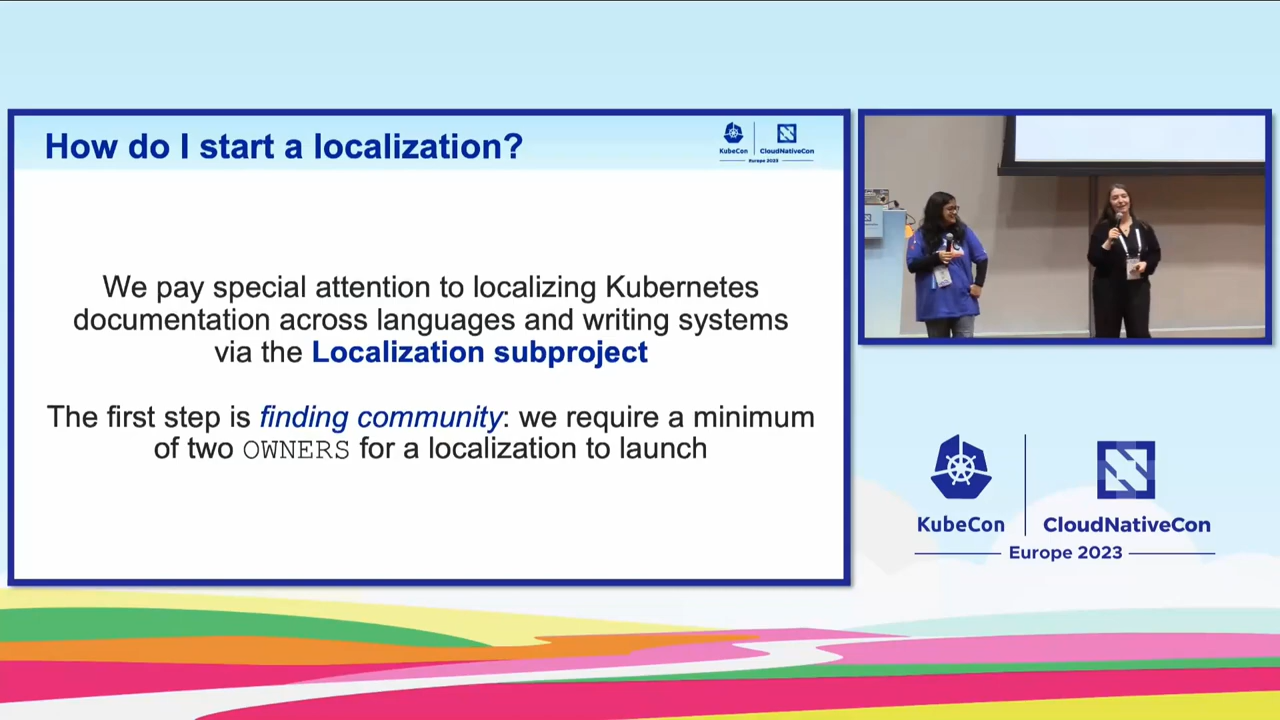 How do I start a localization?
KubeCon
CloudNativeCon
Europe 2023
We pay special attention to localizing Kubernetes
documentation across languages and writing systems
via the Localization subproject
The first step is finding community: we require a minimum
of two OWNERS for a localization to launch
KubeCon
CloudNativeCon
Europe 2023